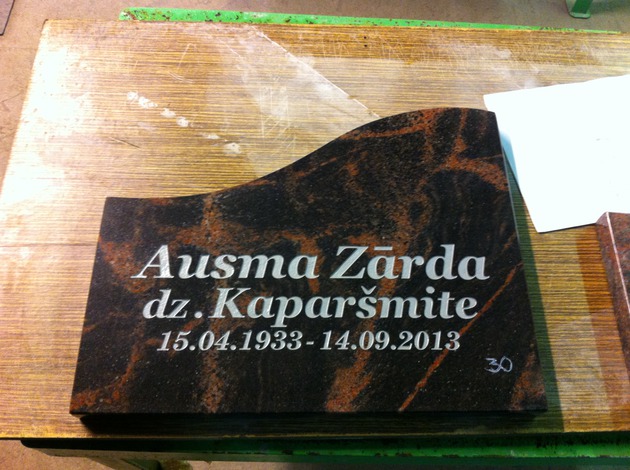 Ausma Zārda
dz. Kaparšmite
15.04.1933-14.09.2013
30